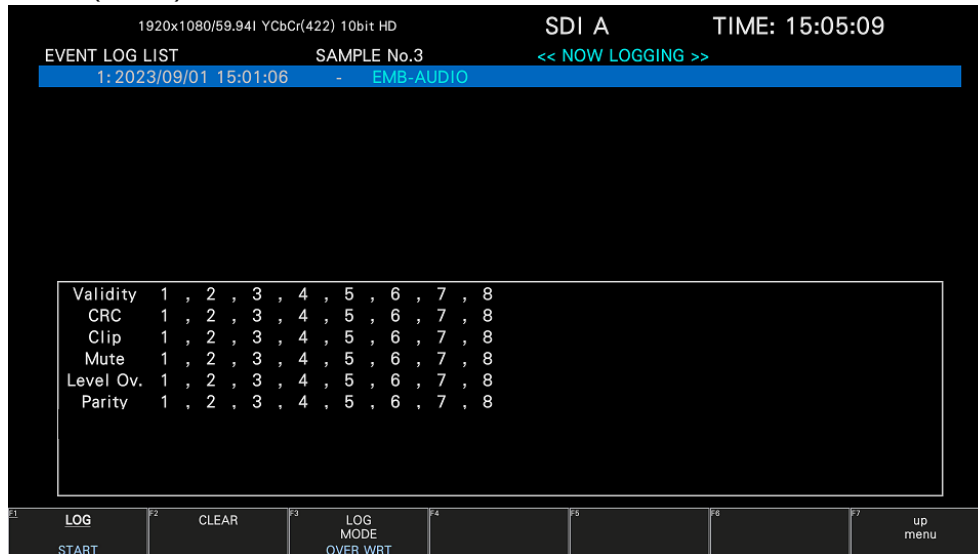 1920x1080/59.94I YCbCr(422) 10bit HD SDI A TIME: 15:05:09
EVENT LOG LIST SAMPLE No.3 << NOW LOGGING >>
1: 2023/09/01 15:01:06 - EMB-AUDIO
Validity 1 , 2 , 3 , 4 , 5 , 6 , 7 , 8
CRC 1 , 2 , 3 , 4 , 5 , 6 , 7 , 8
Clip 1 , 2 , 3 , 4 , 5 , 6 , 7 , 8
Mute 1 , 2 , 3 , 4 , 5 , 6 , 7 , 8
Level Ov. 1 , 2 , 3 , 4 , 5 , 6 , 7 , 8
Parity 1 , 2 , 3 , 4 , 5 , 6 , 7 , 8
F1 LOG F2 CLEAR F3 LOG F4 F5 F6 F7 up
MODE menu
START OVER WRT